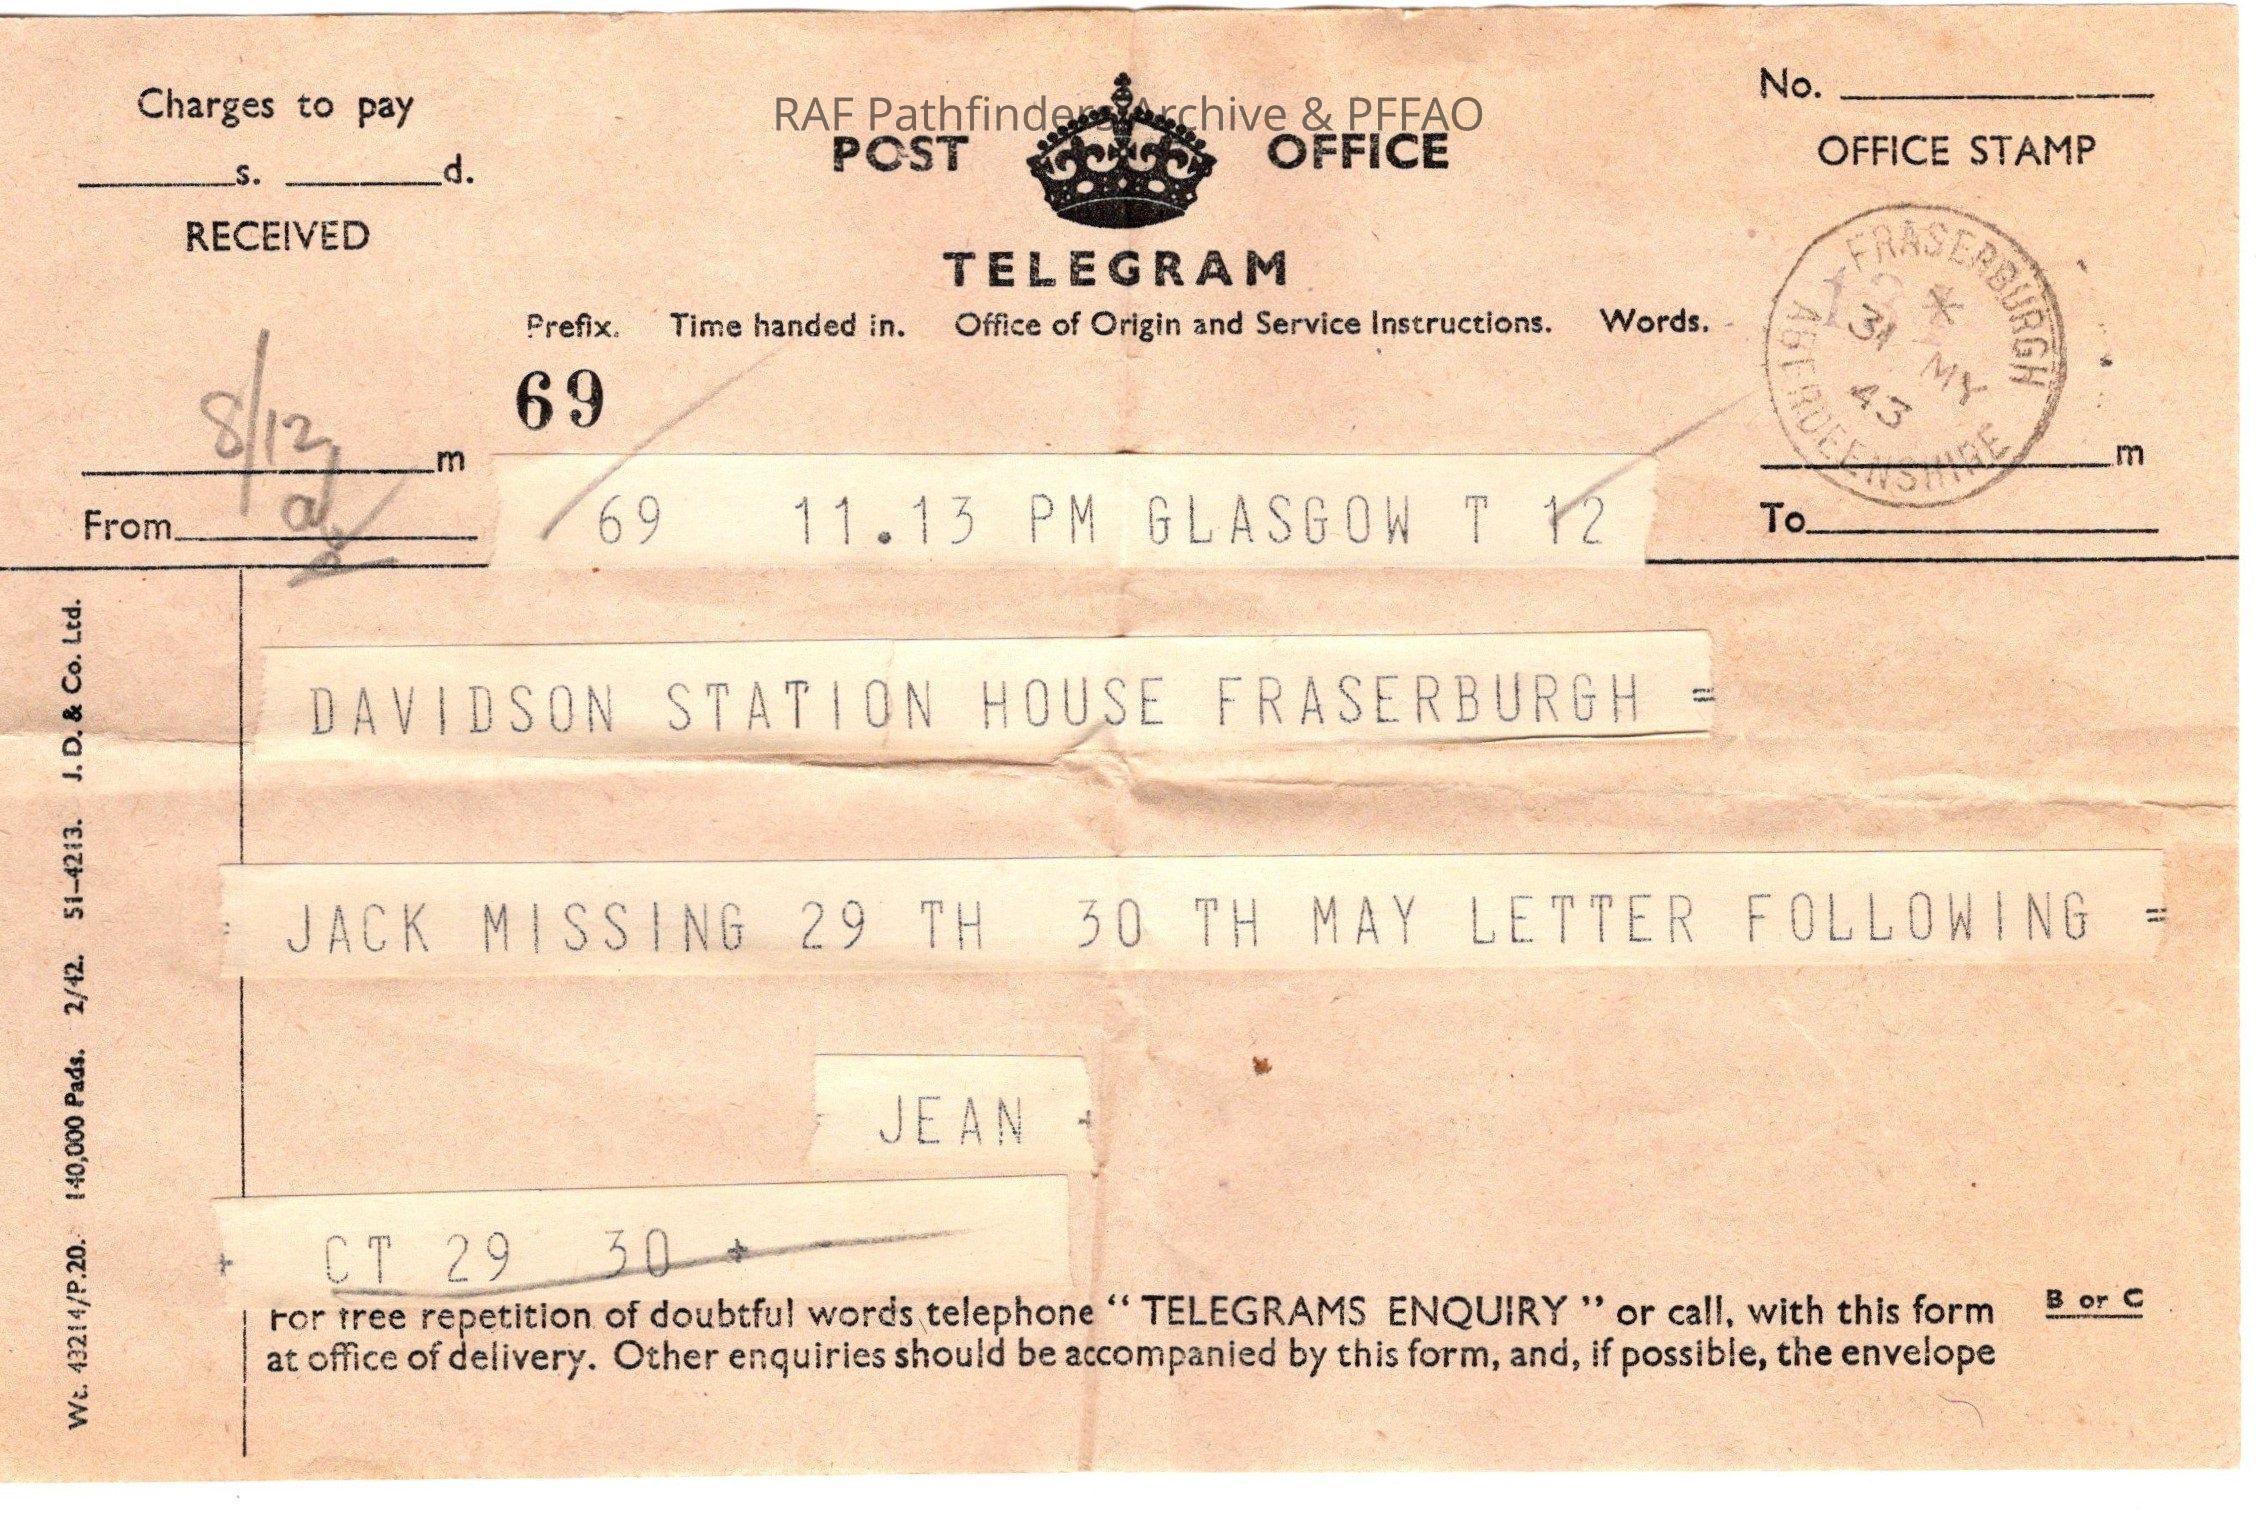 RAF Pathfinders Archive & PFFAO
Charges to pay
s. d.
RECEIVED
POST OFFICE
TELEGRAM
No.
OFFICE STAMP
Prefix. Time handed in. Office of Origin and Service Instructions. Words.
69
FRASERBURGH
31 MY
43
ABERDEENSHIRE
8/12
a
m
From
m
To
69 11.13 PM GLASGOW T 12
DAVIDSON STATION HOUSE FRASERBURGH =
= JACK MISSING 29 TH 30 TH MAY LETTER FOLLOWING =
JEAN +
+ CT 29 30 +
For free repetition of doubtful words telephone “ TELEGRAMS ENQUIRY ” or call, with this form
at office of delivery. Other enquiries should be accompanied by this form, and, if possible, the envelope
B or C
Wt. 43214/P.20. 140,000 Pads. 2/42. 51-4213. J. D. & Co. Ltd.